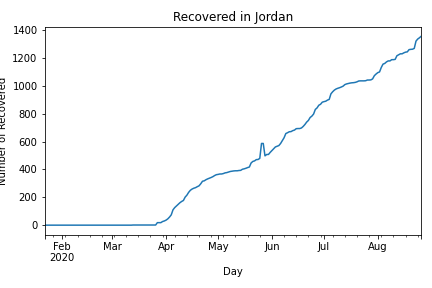 Recovered in Jordan
Number of Recovered
1400
1200
1000
800
600
400
200
0
Feb
2020
Mar
Apr
May
Jun
Jul
Aug
Day